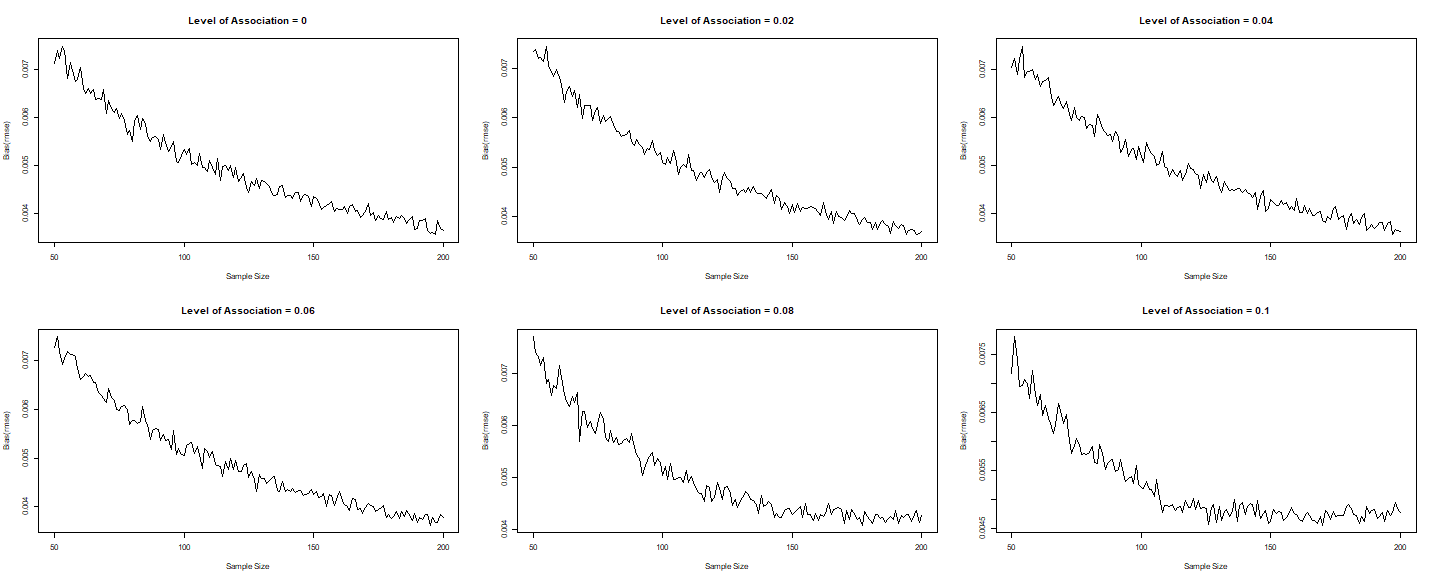 Level of Association = 0
Bias(rmse)
0.007
0.006
0.005
0.004
50
100
150
200
Sample Size
Level of Association = 0.02
Bias(rmse)
0.007
0.006
0.005
0.004
50
100
150
200
Sample Size
Level of Association = 0.04
Bias(rmse)
0.007
0.006
0.005
0.004
50
100
150
200
Sample Size
Level of Association = 0.06
Bias(rmse)
0.007
0.006
0.005
0.004
50
100
150
200
Sample Size
Level of Association = 0.08
Bias(rmse)
0.007
0.006
0.005
0.004
50
100
150
200
Sample Size
Level of Association = 0.1
Bias(rmse)
0.0075
0.0065
0.0055
0.0045
50
100
150
200
Sample Size